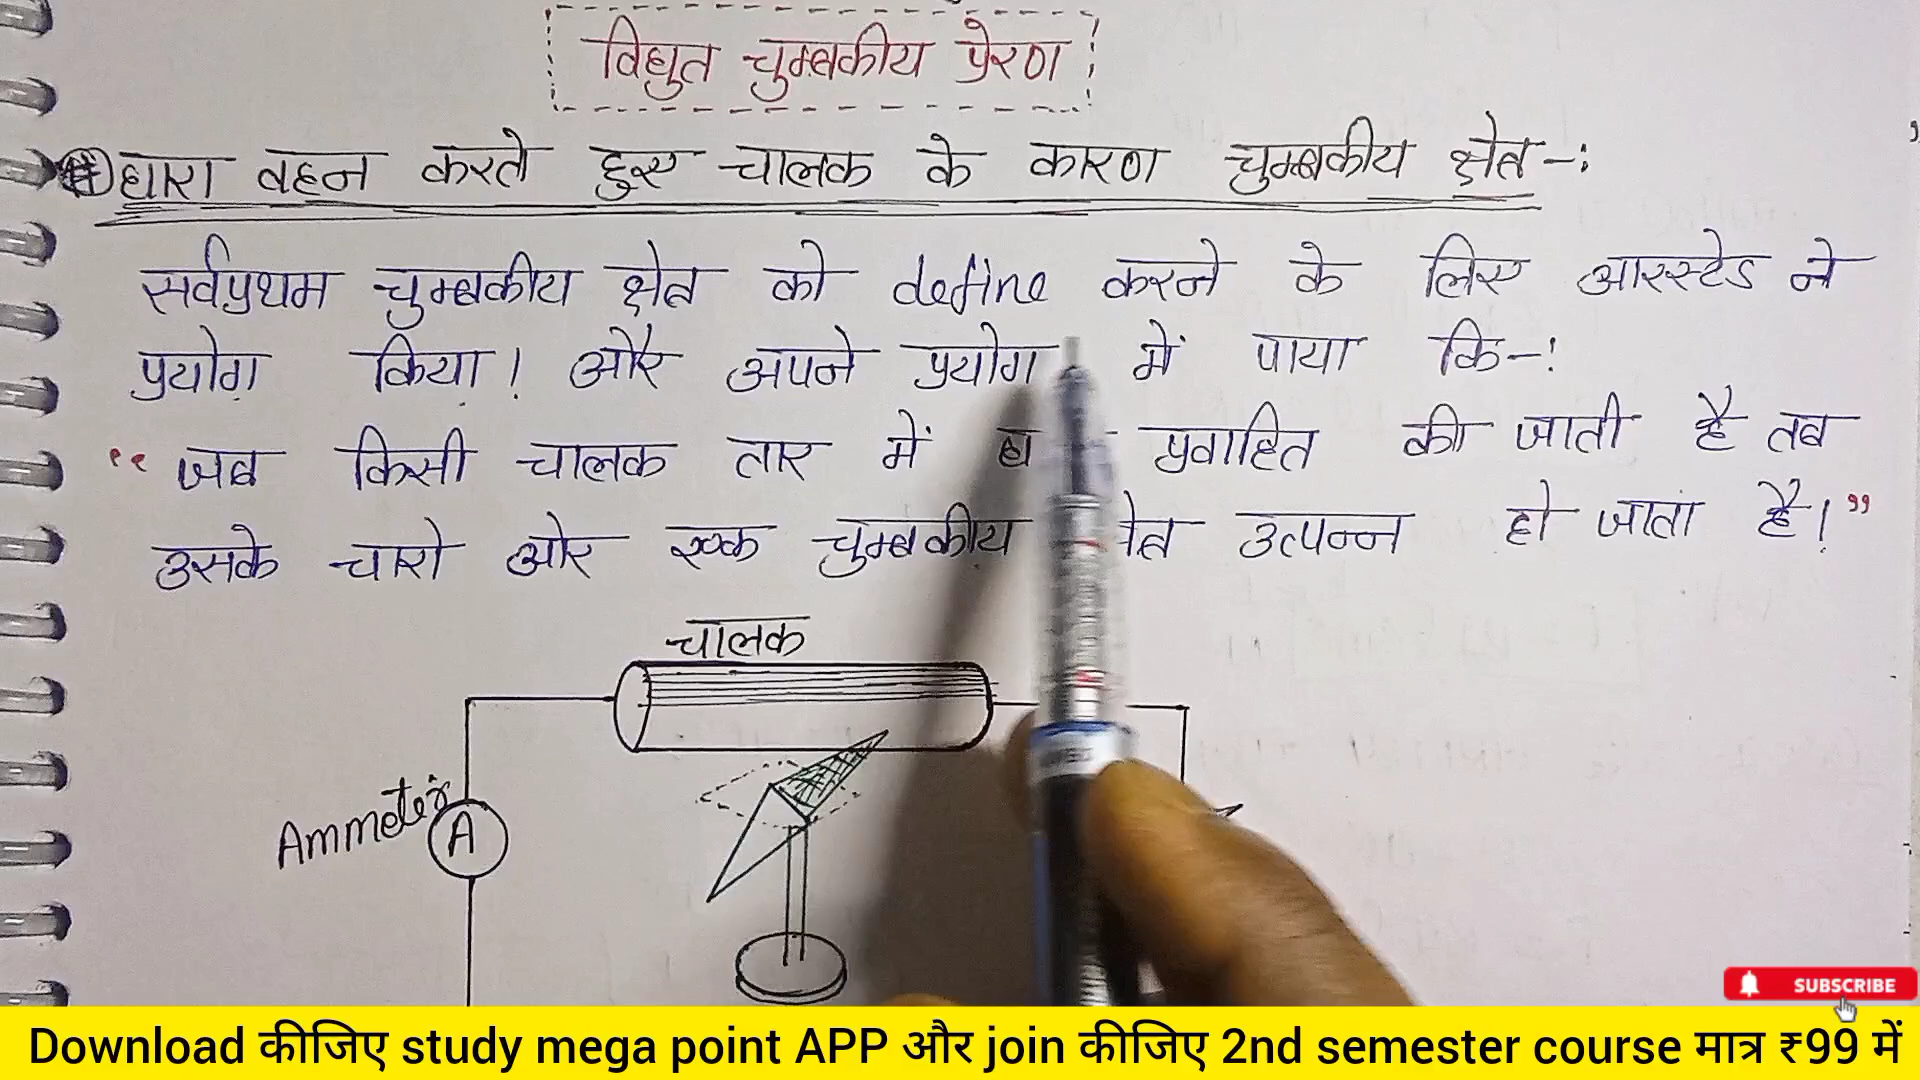 विद्युत चुम्बकीय प्रेरण
धारा वहन करते हुए चालक के कारण चुम्बकीय क्षेत्र -:
सर्वप्रथम चुम्बकीय क्षेत्र को define करने के लिए आरस्टेड ने
प्रयोग किया। और अपने प्रयोग में पाया कि-:
“जब किसी चालक तार में प्रवाहित की जाती है तब
उसके चारो ओर एक चुम्बकीय उत्पन्न हो जाता है।”
चालक
Ammeter
A
SUBSCRIBE
Download कीजिए study mega point APP और join कीजिए 2nd semester course मात्र ₹99 में